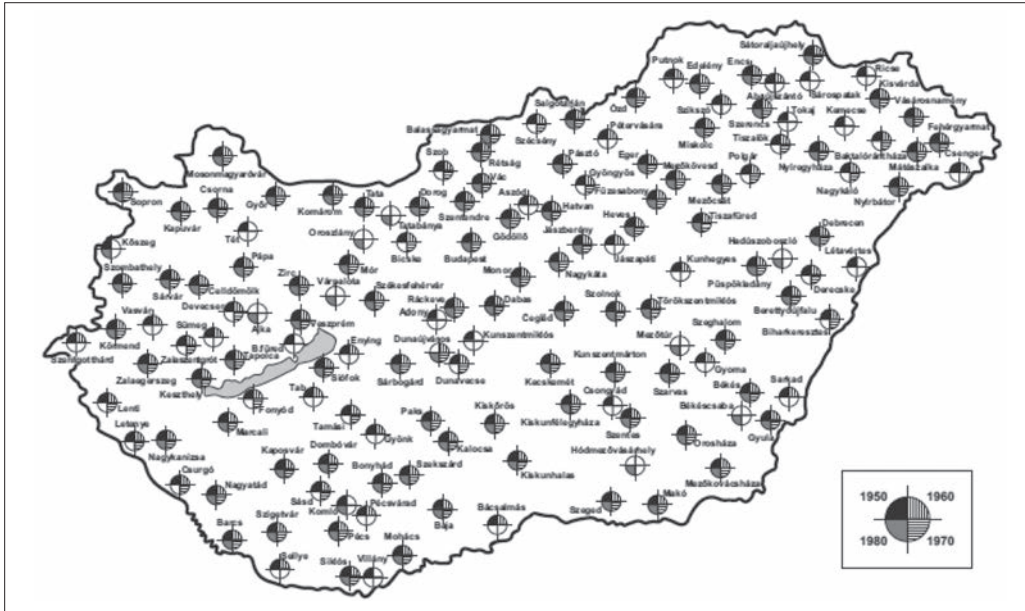 Sátoraljaújhely
Putnok
Edelény
Encs
Ricse
Kisvárda
Abaújszántó
Sárospatak
Vásárosnamény
Ózd
Szikszó
Szerencs
Tokaj
Kemecse
Salgótarján
Balassagyarmat
Szécsény
Pétervására
Miskolc
Tiszalök
Fehérgyarmat
Szob
Rétság
Pásztó
Eger
Mezőkövesd
Polgár
Nyíregyháza
Baktalórántháza
Csenger
Mosonmagyaróvár
Vác
Aszód
Gyöngyös
Füzesabony
Mátészalka
Nagykálló
Nyírbátor
Sopron
Csorna
Győr
Komárom
Tata
Dorog
Szentendre
Hatvan
Mezőcsát
Kapuvár
Tét
Oroszlány
Tatabánya
Gödöllő
Heves
Tiszafüred
Debrecen
Kőszeg
Bicske
Budapest
Jászberény
Jászapáti
Hadúszoboszló
Létavértes
Pápa
Zirc
Mór
Monor
Nagykáta
Kunhegyes
Szombathely
Várpalota
Székesfehérvár
Püspökladány
Derecske
Sárvár
Celldömölk
Ráckeve
Dabas
Devecser
Adony
Cegléd
Szolnok
Törökszentmiklós
Berettyóújfalu
Vasvár
Sümeg
Ajka
Veszprém
Biharkeresztes
Körmend
B.füred
Enying
Dunaújváros
Kunszentmiklós
Mezőtúr
Szeghalom
Szentgotthárd
Zalaszentgrót
Tapolca
Siófok
Sárbogárd
Dunavecse
Kunszentmárton
Gyoma
Zalaegerszeg
Kecskemét
Keszthely
Tab
Szarvas
Békés
Sarkad
Csongrád
Lenti
Fonyód
Békéscsaba
Letenye
Marcali
Tamási
Paks
Kiskőrös
Kiskunfélegyháza
Szentes
Gyula
Gyönk
Kalocsa
Orosháza
Nagykanizsa
Dombóvár
Kaposvár
Hódmezővásárhely
Csurgó
Bonyhád
Szekszárd
Kiskunhalas
Mezőkovácsháza
Nagyatád
Sásd
Komló
Pécsvárad
Bácsalmás
Szeged
Makó
Barcs
Szigetvár
Pécs
Baja
Mohács
Sellye
Siklós
Villány
1950
1960
1980
1970